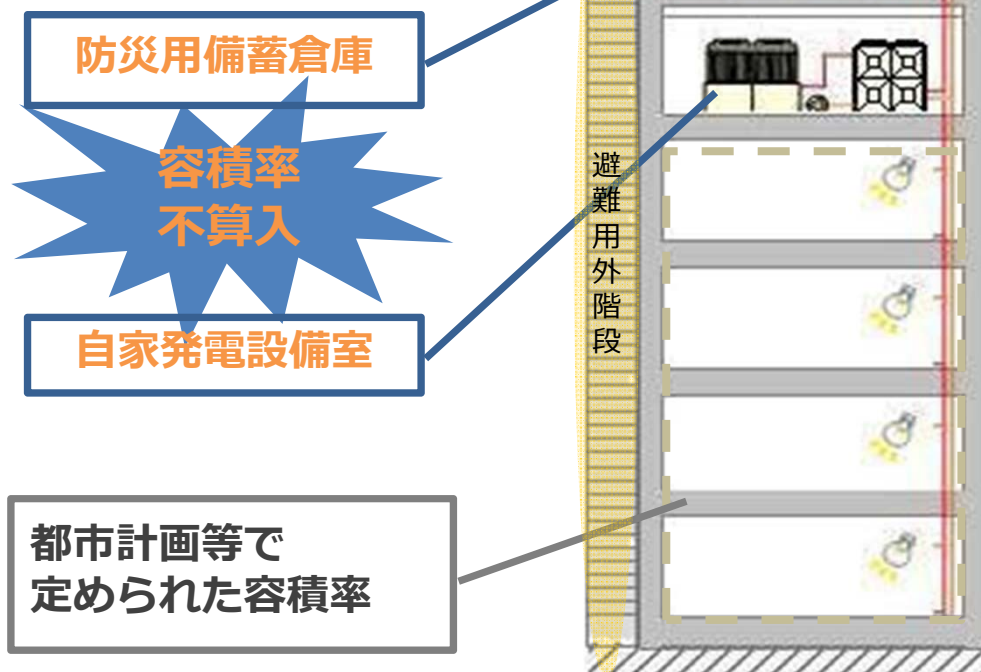 防災用備蓄倉庫
容積率
不算入
自家発電設備室
都市計画等で
定められた容積率
避難用外階段